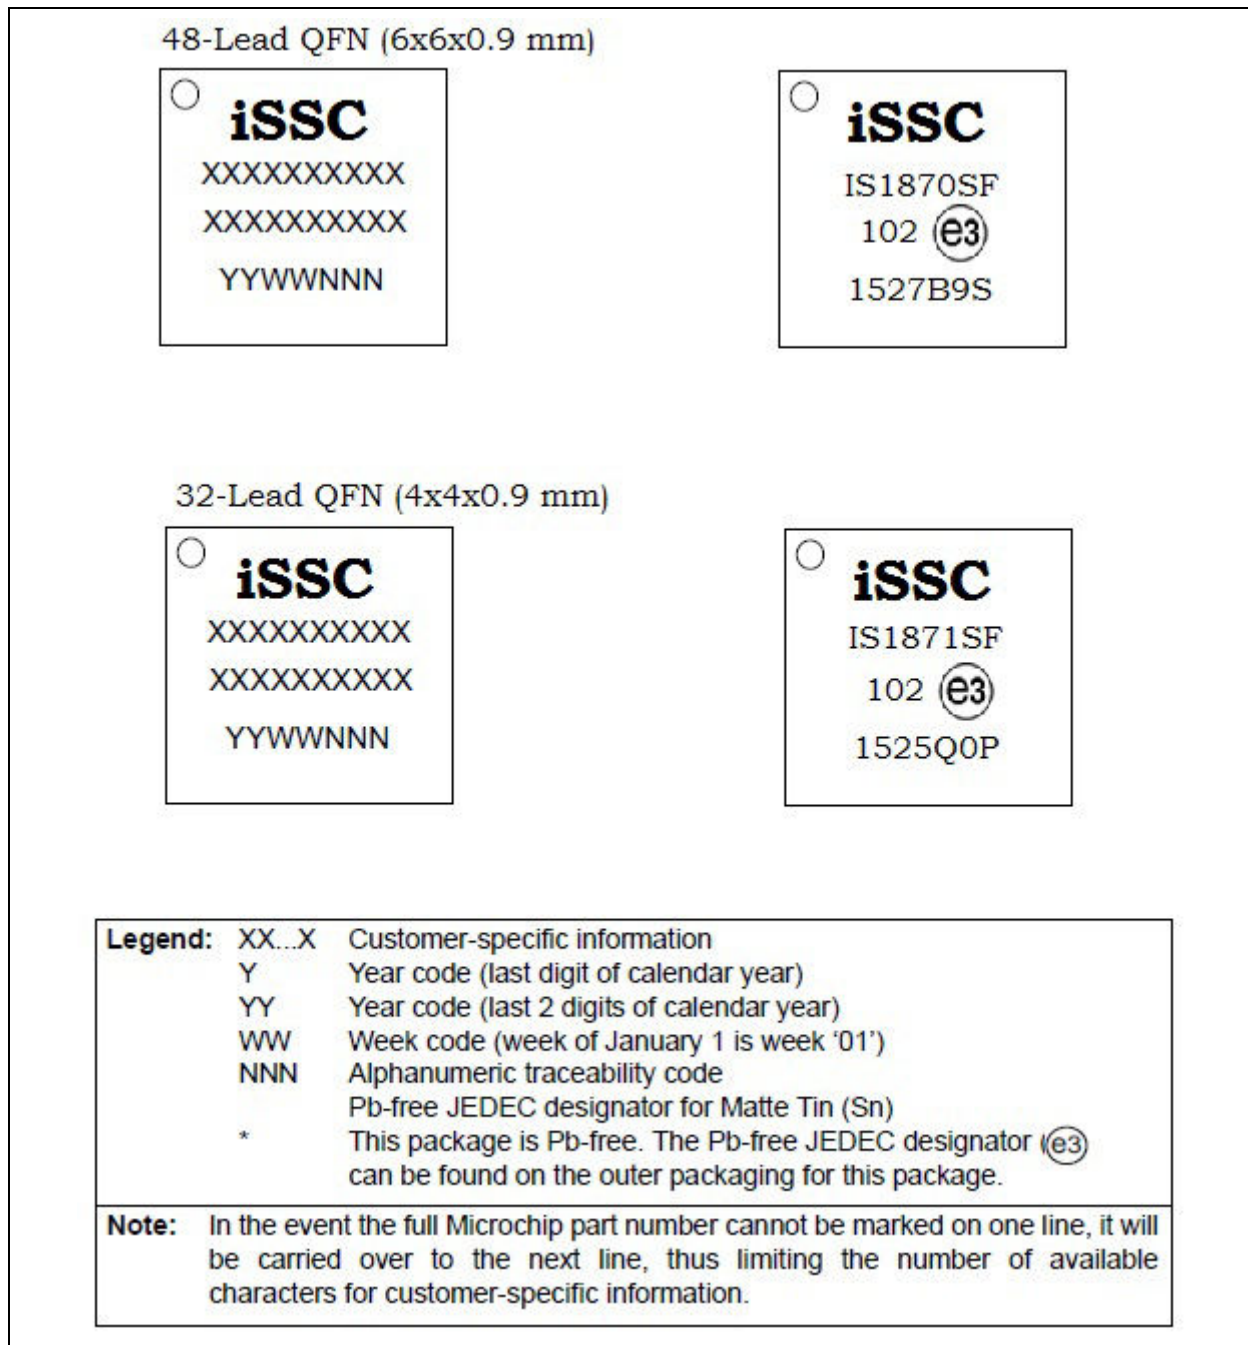 48-Lead QFN (6x6x0.9 mm)
iSSC
XXXXXXXXXX
XXXXXXXXXX
YYWWNNN
iSSC
IS1870SF
102 e3
1527B9S
32-Lead QFN (4x4x0.9 mm)
iSSC
XXXXXXXXXX
XXXXXXXXXX
YYWWNNN
iSSC
IS1871SF
102 e3
1525Q0P
Legend: XX...X Customer-specific information
Y Year code (last digit of calendar year)
YY Year code (last 2 digits of calendar year)
WW Week code (week of January 1 is week ‘01’)
NNN Alphanumeric traceability code
Pb-free JEDEC designator for Matte Tin (Sn)
* This package is Pb-free. The Pb-free JEDEC designator (e3)
can be found on the outer packaging for this package.
Note: In the event the full Microchip part number cannot be marked on one line, it will
be carried over to the next line, thus limiting the number of available
characters for customer-specific information.